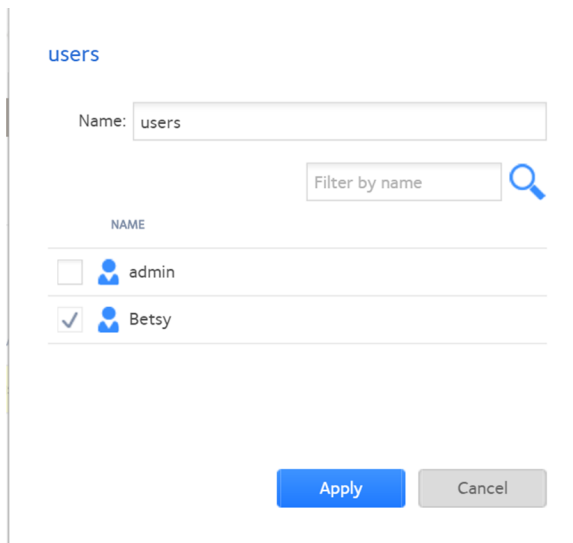 users
Name: users
Filter by name
NAME
admin
Betsy
Apply Cancel